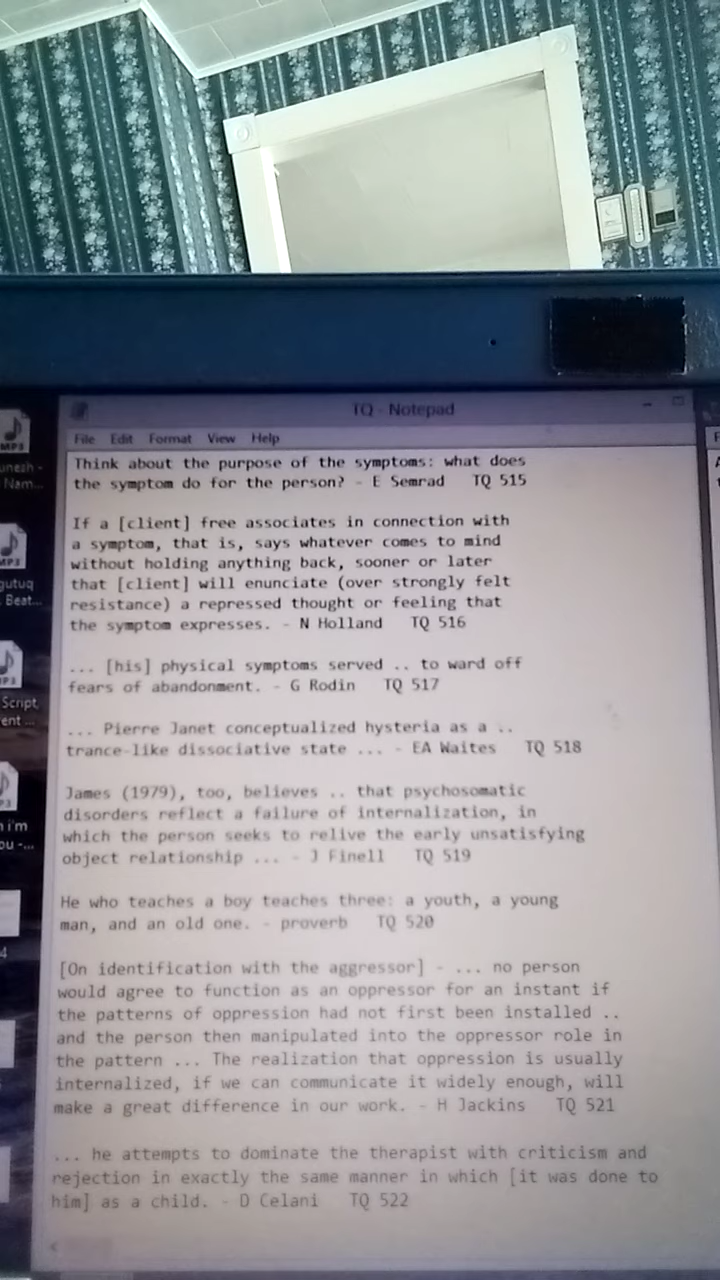 TQ - Notepad
File Edit Format View Help
Think about the purpose of the symptoms: what does
the symptom do for the person? - E Semrad TQ 515
If a [client] free associates in connection with
a symptom, that is, says whatever comes to mind
without holding anything back, sooner or later
that [client] will enunciate (over strongly felt
resistance) a repressed thought or feeling that
the symptom expresses. - N Holland TQ 516
... [his] physical symptoms served .. to ward off
fears of abandonment. - G Rodin TQ 517
... Pierre Janet conceptualized hysteria as a ..
trance-like dissociative state ... - EA Waites TQ 518
James (1979), too, believes .. that psychosomatic
disorders reflect a failure of internalization, in
which the person seeks to relive the early unsatisfying
object relationship ... - J Finell TQ 519
He who teaches a boy teaches three: a youth, a young
man, and an old one. - proverb TQ 520
[On identification with the aggressor] - ... no person
would agree to function as an oppressor for an instant if
the patterns of oppression had not first been installed ..
and the person then manipulated into the oppressor role in
the pattern ... The realization that oppression is usually
internalized, if we can communicate it widely enough, will
make a great difference in our work. - H Jackins TQ 521
... he attempts to dominate the therapist with criticism and
rejection in exactly the same manner in which [it was done to
him] as a child. - D Celani TQ 522
MP3
Nam...
Beat...
Script